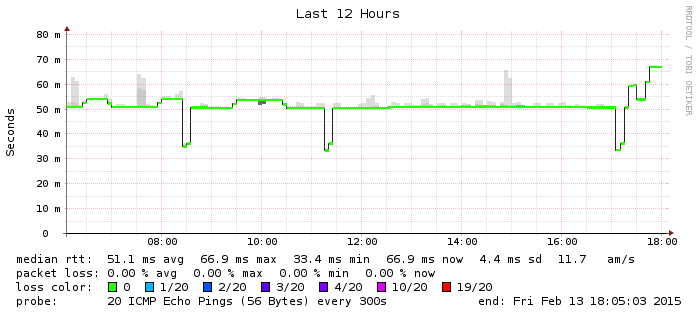 Last 12 Hours
RRDTOOL / TOBI OETIKER
Seconds
80 m
70 m
60 m
50 m
40 m
30 m
20 m
10 m
0
08:00 10:00 12:00 14:00 16:00 18:00
median rtt: 51.1 ms avg 66.9 ms max 33.4 ms min 66.9 ms now 4.4 ms sd 11.7 am/s
packet loss: 0.00 % avg 0.00 % max 0.00 % min 0.00 % now
loss color: 0 1/20 2/20 3/20 4/20 10/20 19/20
probe: 20 ICMP Echo Pings (56 Bytes) every 300s end: Fri Feb 13 18:05:03 2015